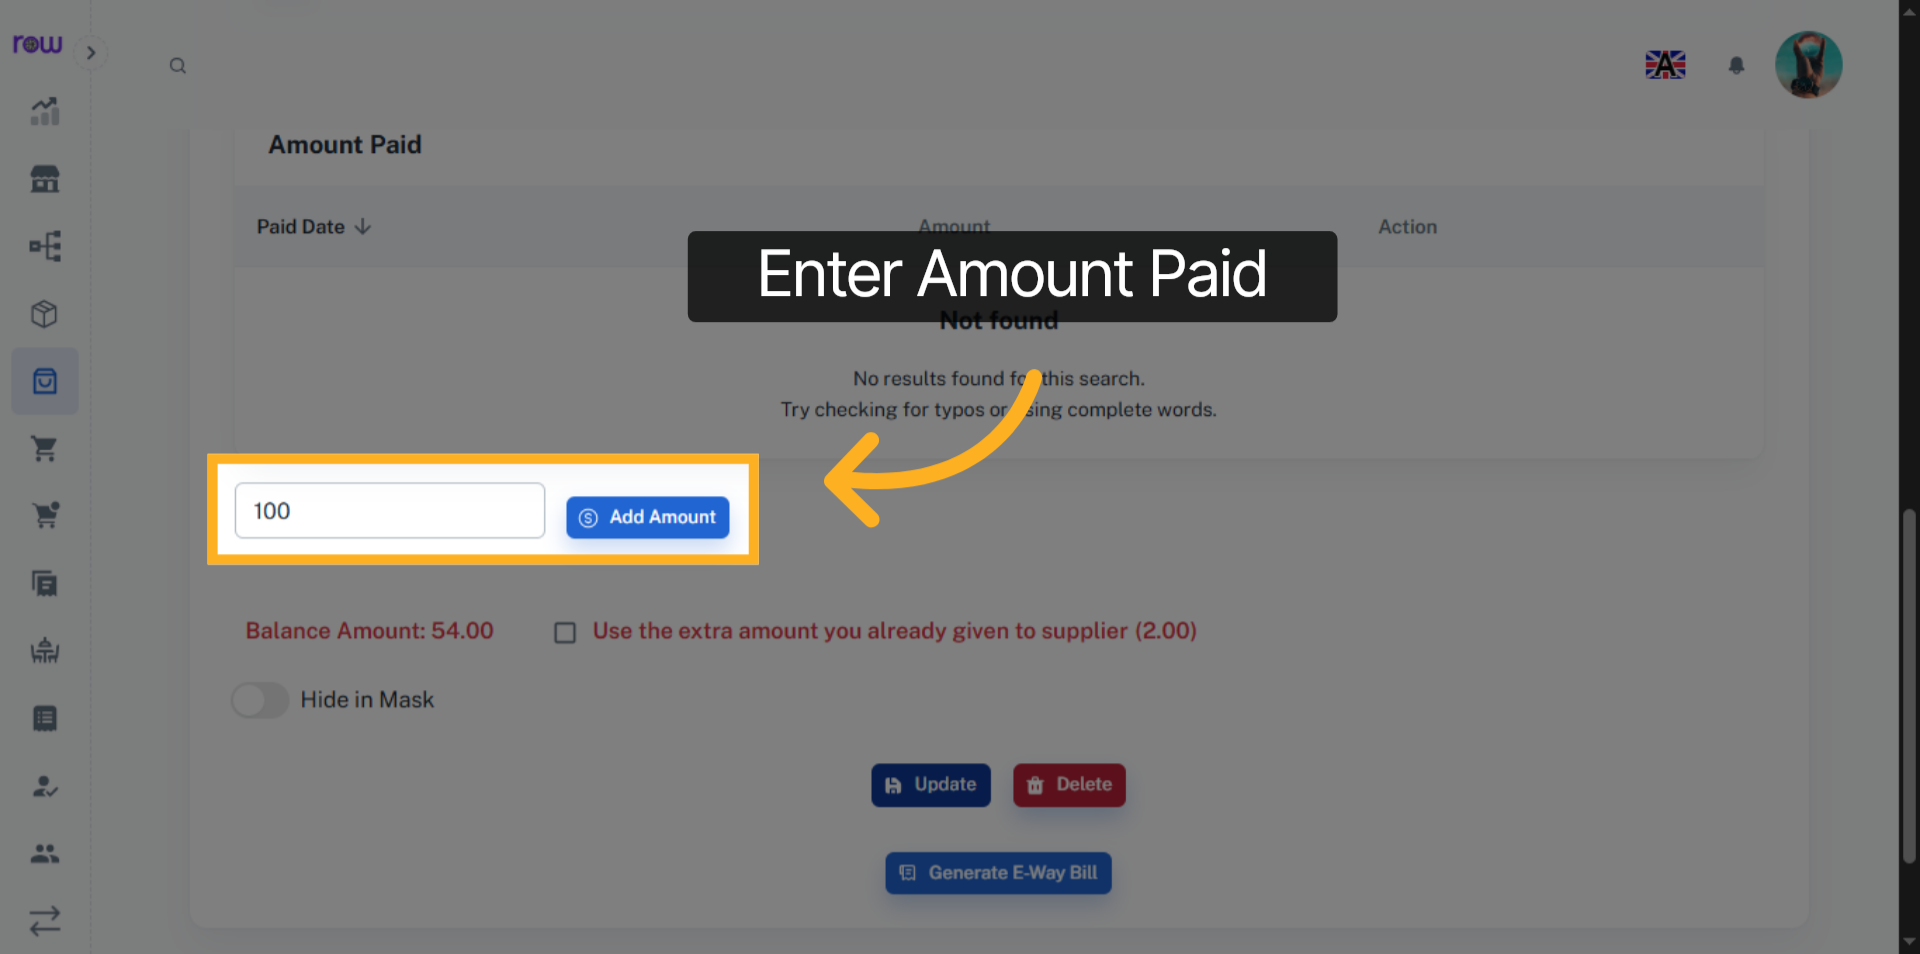 row
A
Amount Paid
Paid Date
Amount
Action
Enter Amount Paid
Not found
No results found for this search.
Try checking for typos or using complete words.
100
Add Amount
Balance Amount: 54.00
Use the extra amount you already given to supplier (2.00)
Hide in Mask
Update
Delete
Generate E-Way Bill